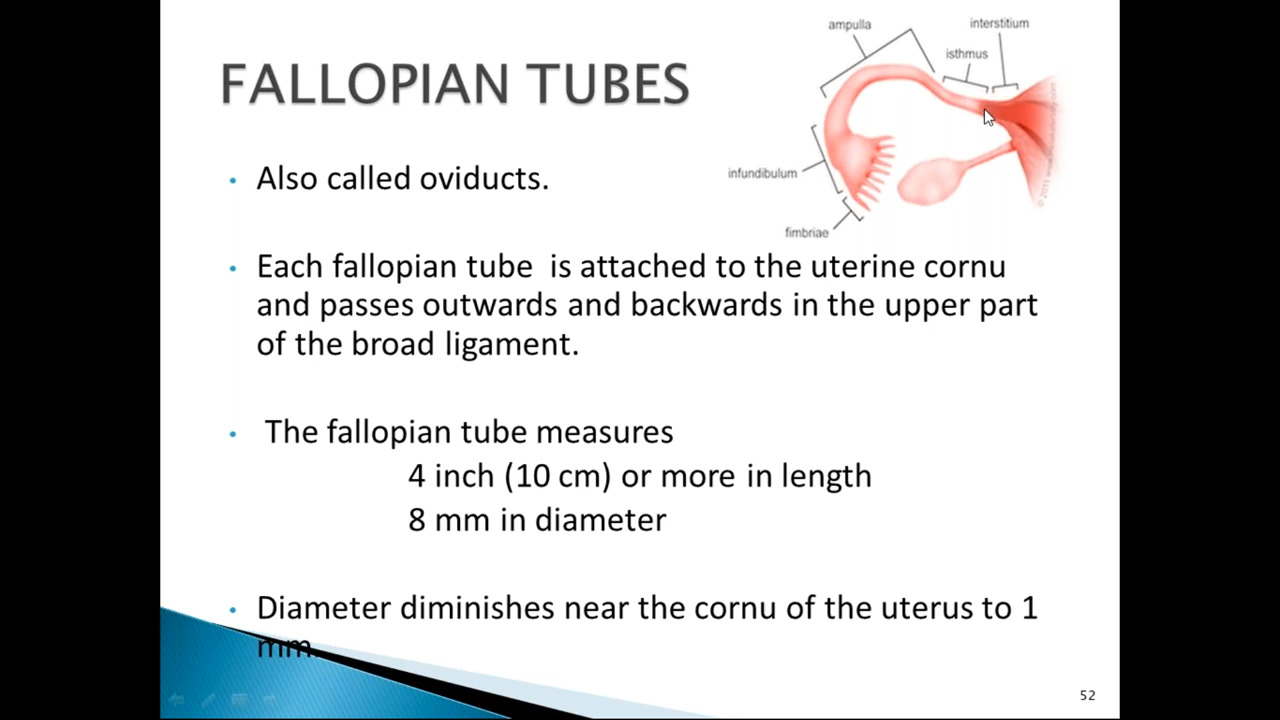 FALLOPIAN TUBES
ampulla
interstitium
isthmus
infundibulum
fimbriae
• Also called oviducts.
• Each fallopian tube is attached to the uterine cornu
and passes outwards and backwards in the upper part
of the broad ligament.
• The fallopian tube measures
4 inch (10 cm) or more in length
8 mm in diameter
• Diameter diminishes near the cornu of the uterus to 1
mm.
52